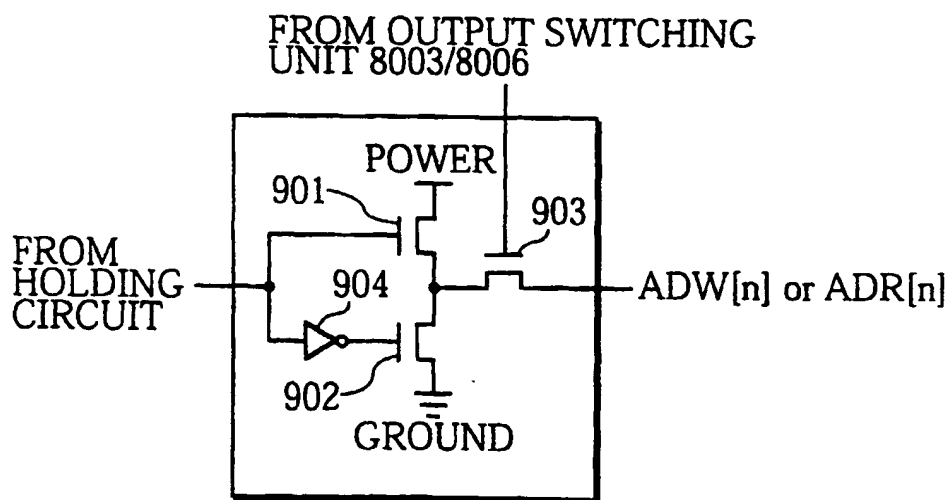 FROM OUTPUT SWITCHING
UNIT 8003/8006
POWER
901
903
FROM
HOLDING
CIRCUIT
904
ADW[n] or ADR[n]
902
GROUND